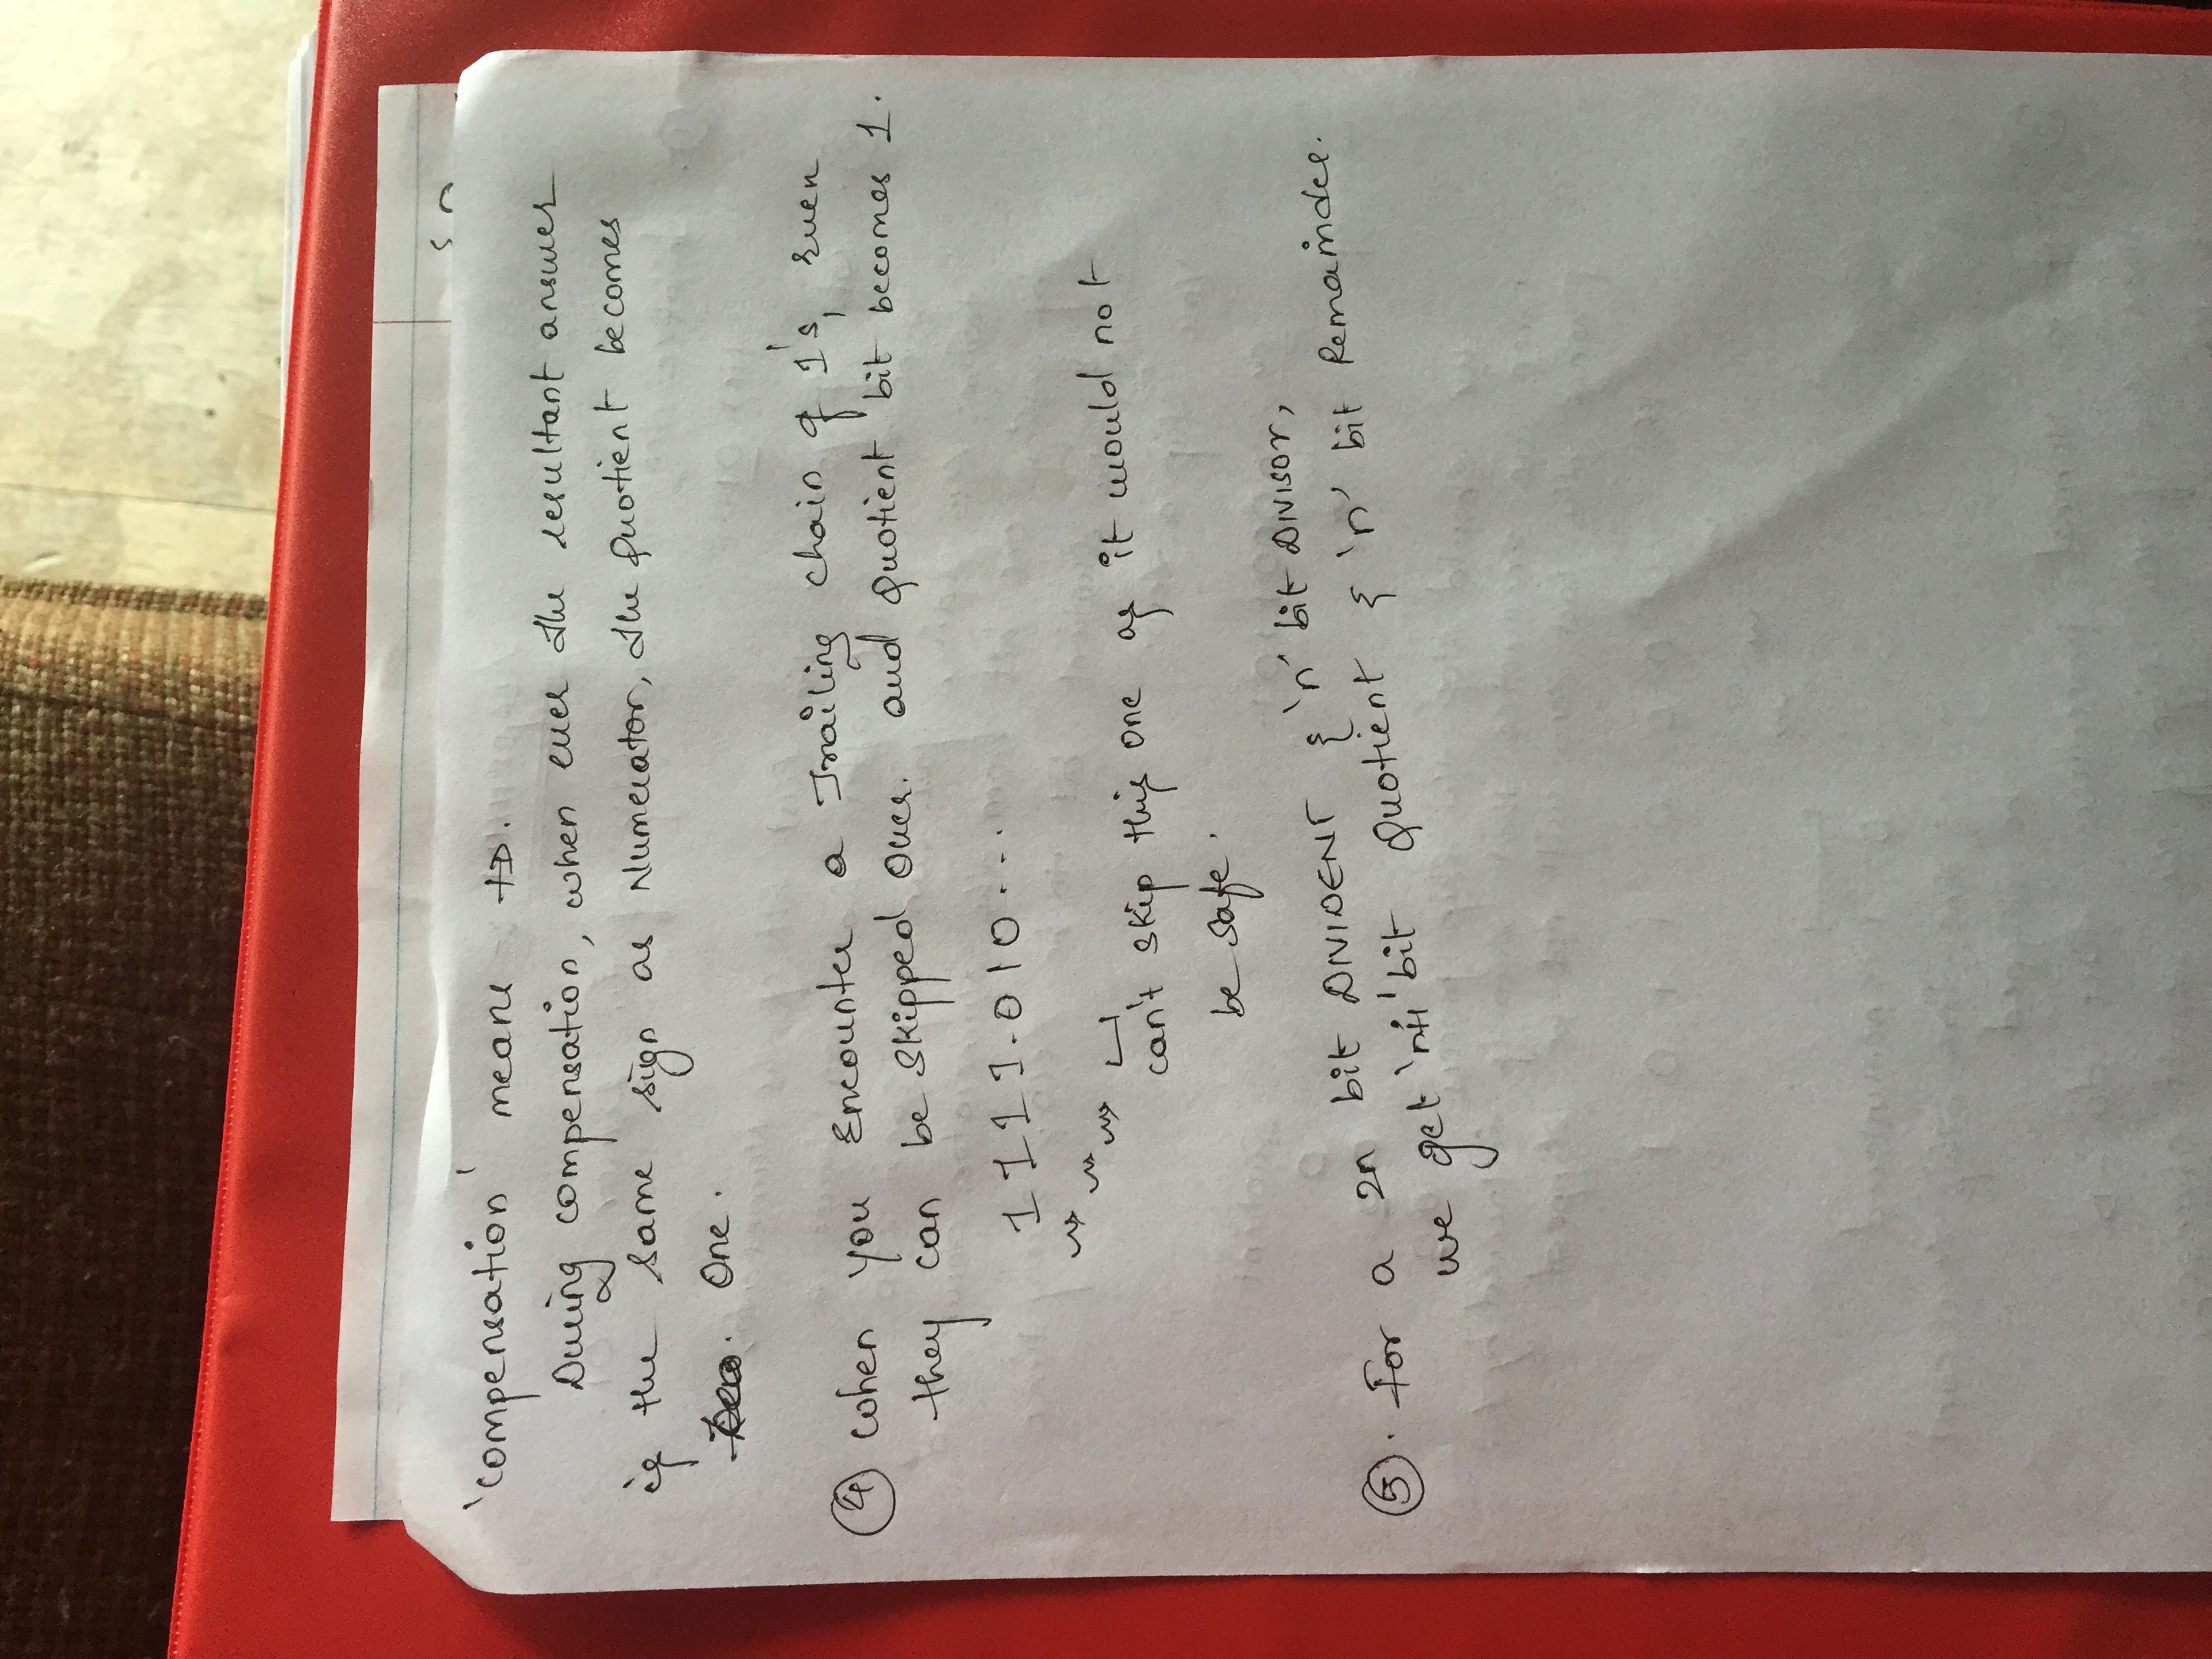 'compensation' means +D.
During compensation, when ever the resultant answer
is the same sign as Numerator, the Quotient becomes
Zero. One.
④ When you Encounter a Trailing chain of 1's, even
they can be skipped over. and Quotient bit becomes 1.
1111.010...
can't skip this one as it would not
be safe.
⑤. For a 2n bit DIVIDENT & 'n' bit DIVISOR,
we get 'n+1' bit Quotient & 'n' bit Remainder.